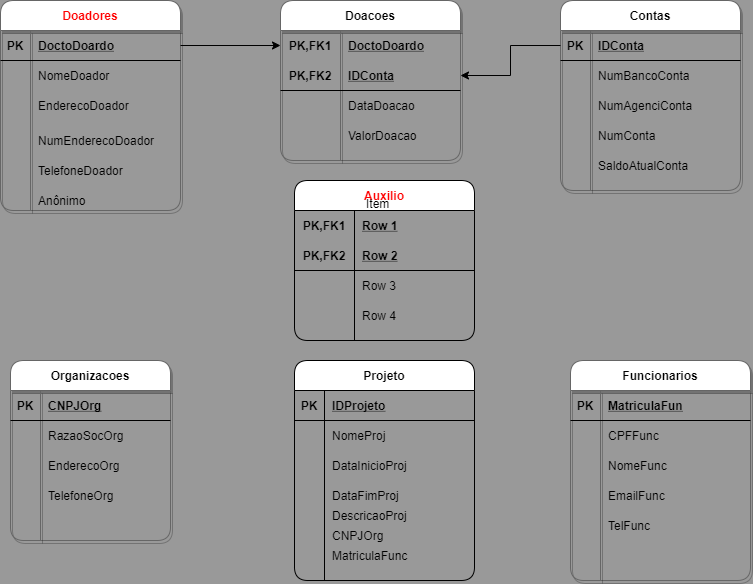 Doadores
PK DoctoDoardo
NomeDoador
EnderecoDoador
NumEnderecoDoador
TelefoneDoador
Anônimo
Doacoes
PK,FK1 DoctoDoardo
PK,FK2 IDConta
DataDoacao
ValorDoacao
Contas
PK IDConta
NumBancoConta
NumAgenciConta
NumConta
SaldoAtualConta
Auxilio
Item
PK,FK1 Row 1
PK,FK2 Row 2
Row 3
Row 4
Organizacoes
PK CNPJOrg
RazaoSocOrg
EnderecoOrg
TelefoneOrg
Projeto
PK IDProjeto
NomeProj
DataInicioProj
DataFimProj
DescricaoProj
CNPJOrg
MatriculaFunc
Funcionarios
PK MatriculaFun
CPFFunc
NomeFunc
EmailFunc
TelFunc